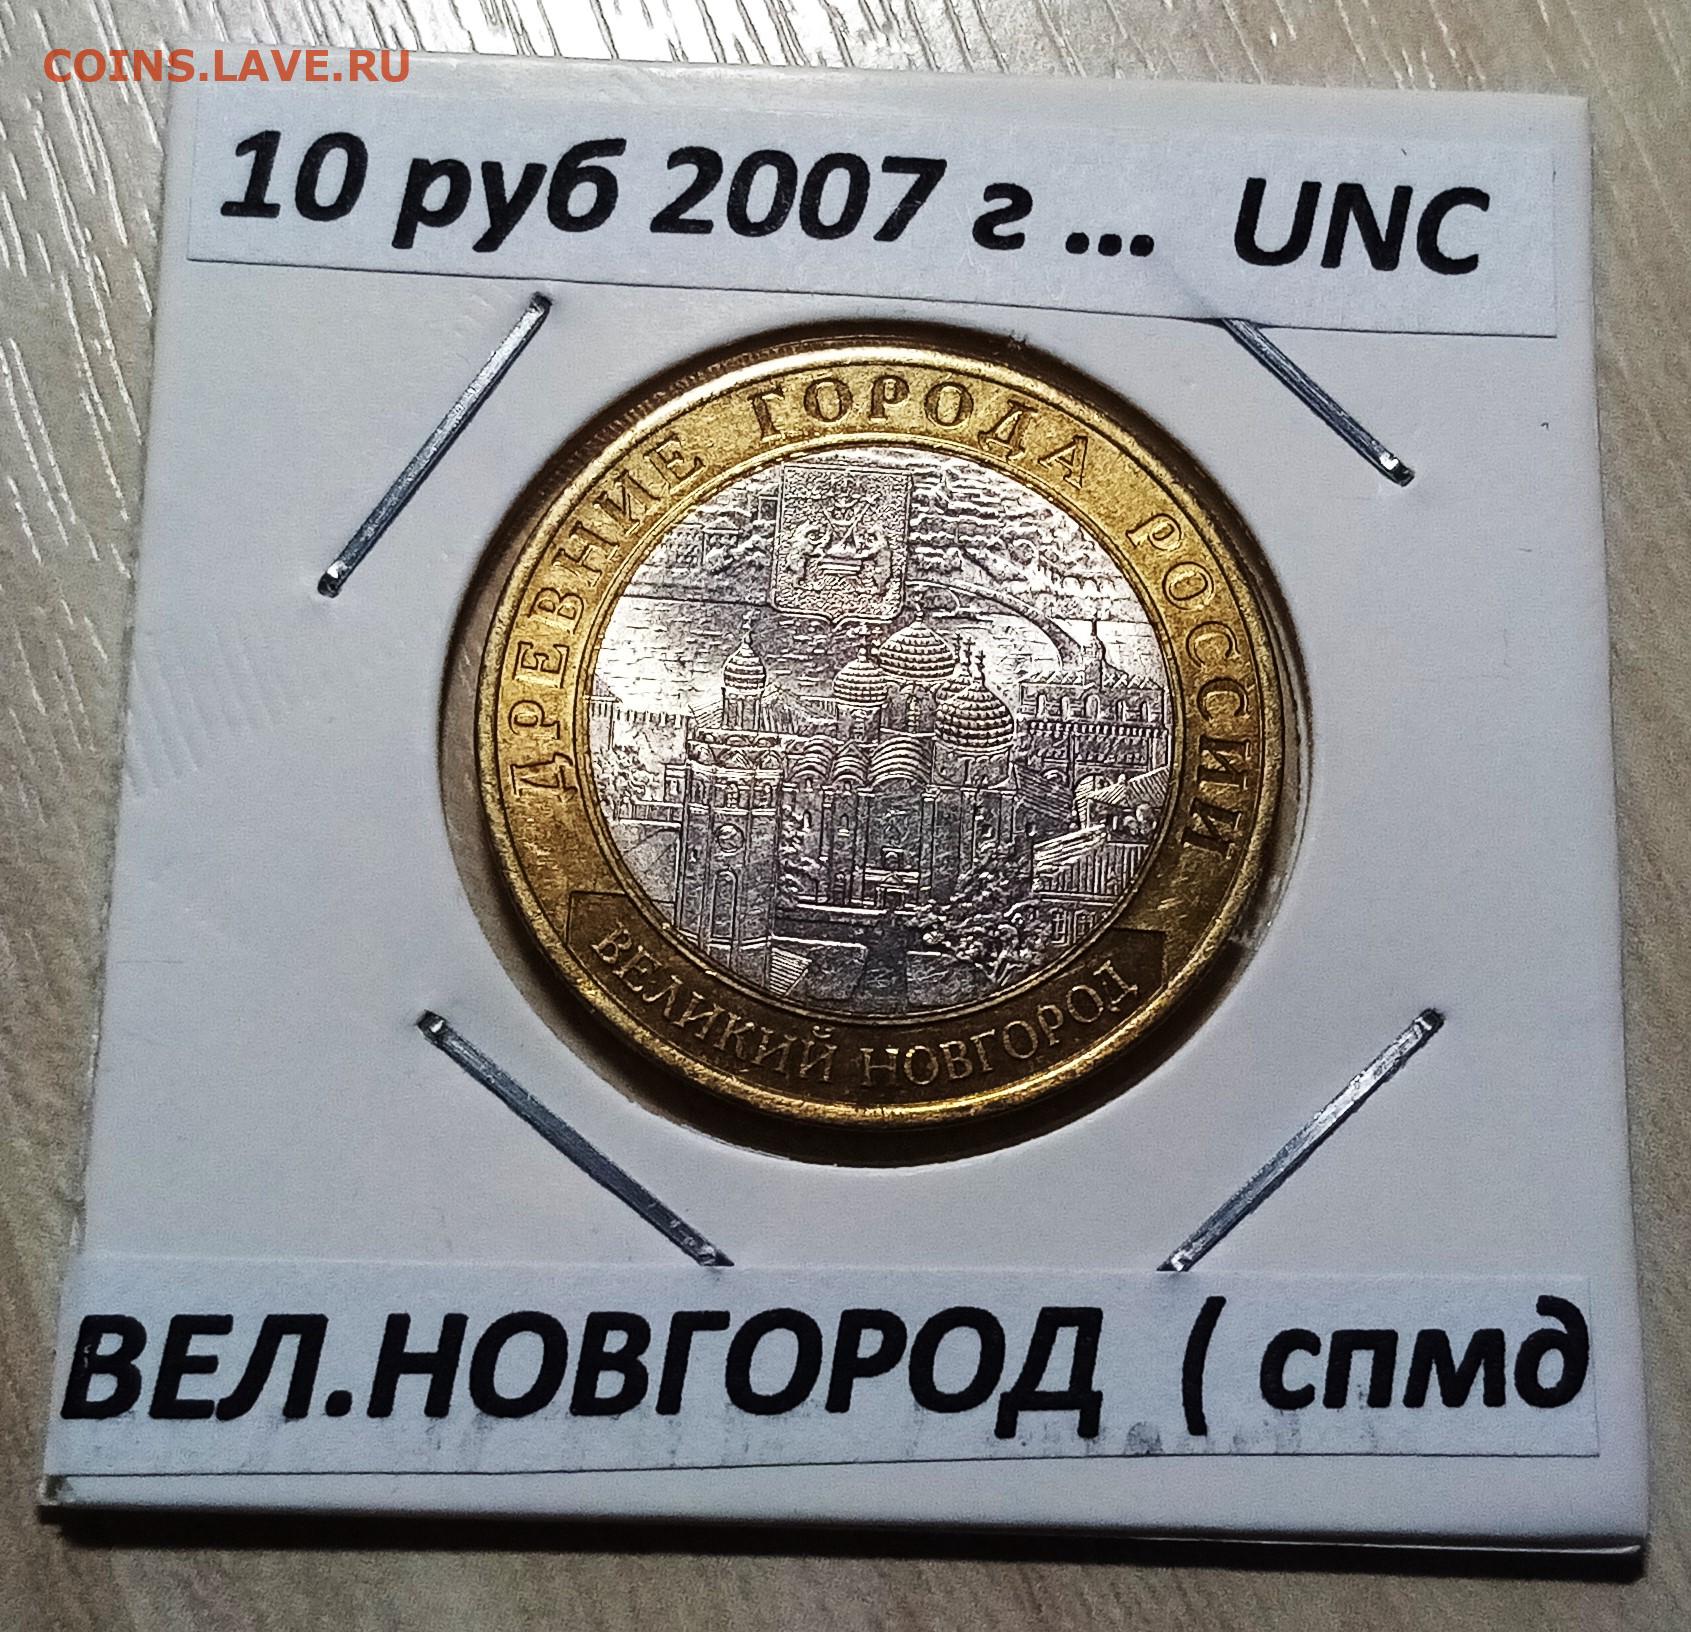 COINS.LAVE.RU
10 руб 2007 г ... UNC
ДРЕВНИЕ ГОРОДА РОССИИ
ВЕЛИКИЙ НОВГОРОД
ВЕЛ.НОВГОРОД ( спмд